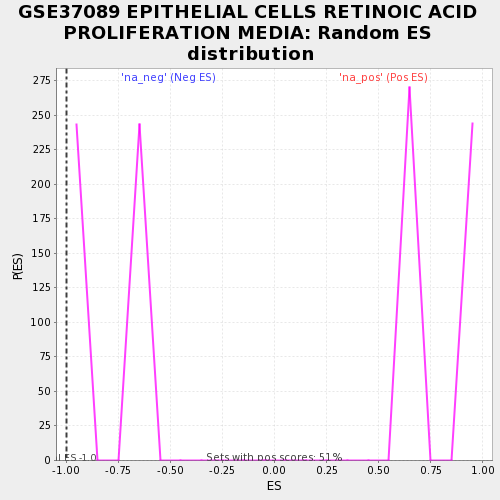 GSE37089 EPITHELIAL CELLS RETINOIC ACID
PROLIFERATION MEDIA: Random ES
distribution
'na_neg' (Neg ES)
'na_pos' (Pos ES)
275
250
225
200
175
150
125
100
75
50
25
0
P(ES)
ES -1.0
Sets with pos scores: 51%
-1.00 -0.75 -0.50 -0.25 0.00 0.25 0.50 0.75 1.00
ES